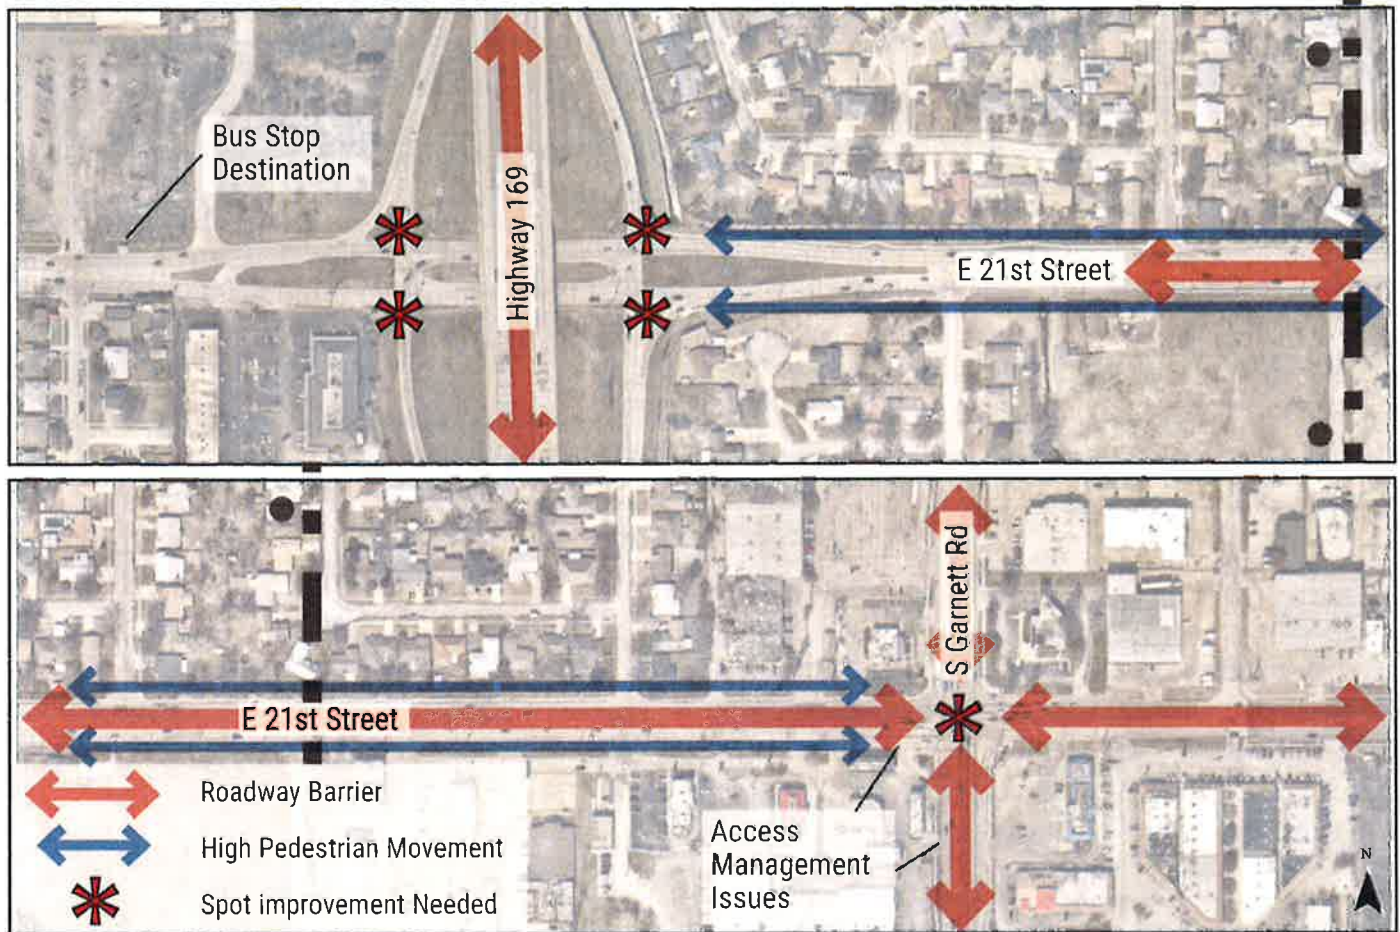 Bus Stop
Destination
Highway 169
E 21st Street
S Garnett Rd
E 21st Street
Roadway Barrier
High Pedestrian Movement
Spot improvement Needed
Access
Management
Issues
N